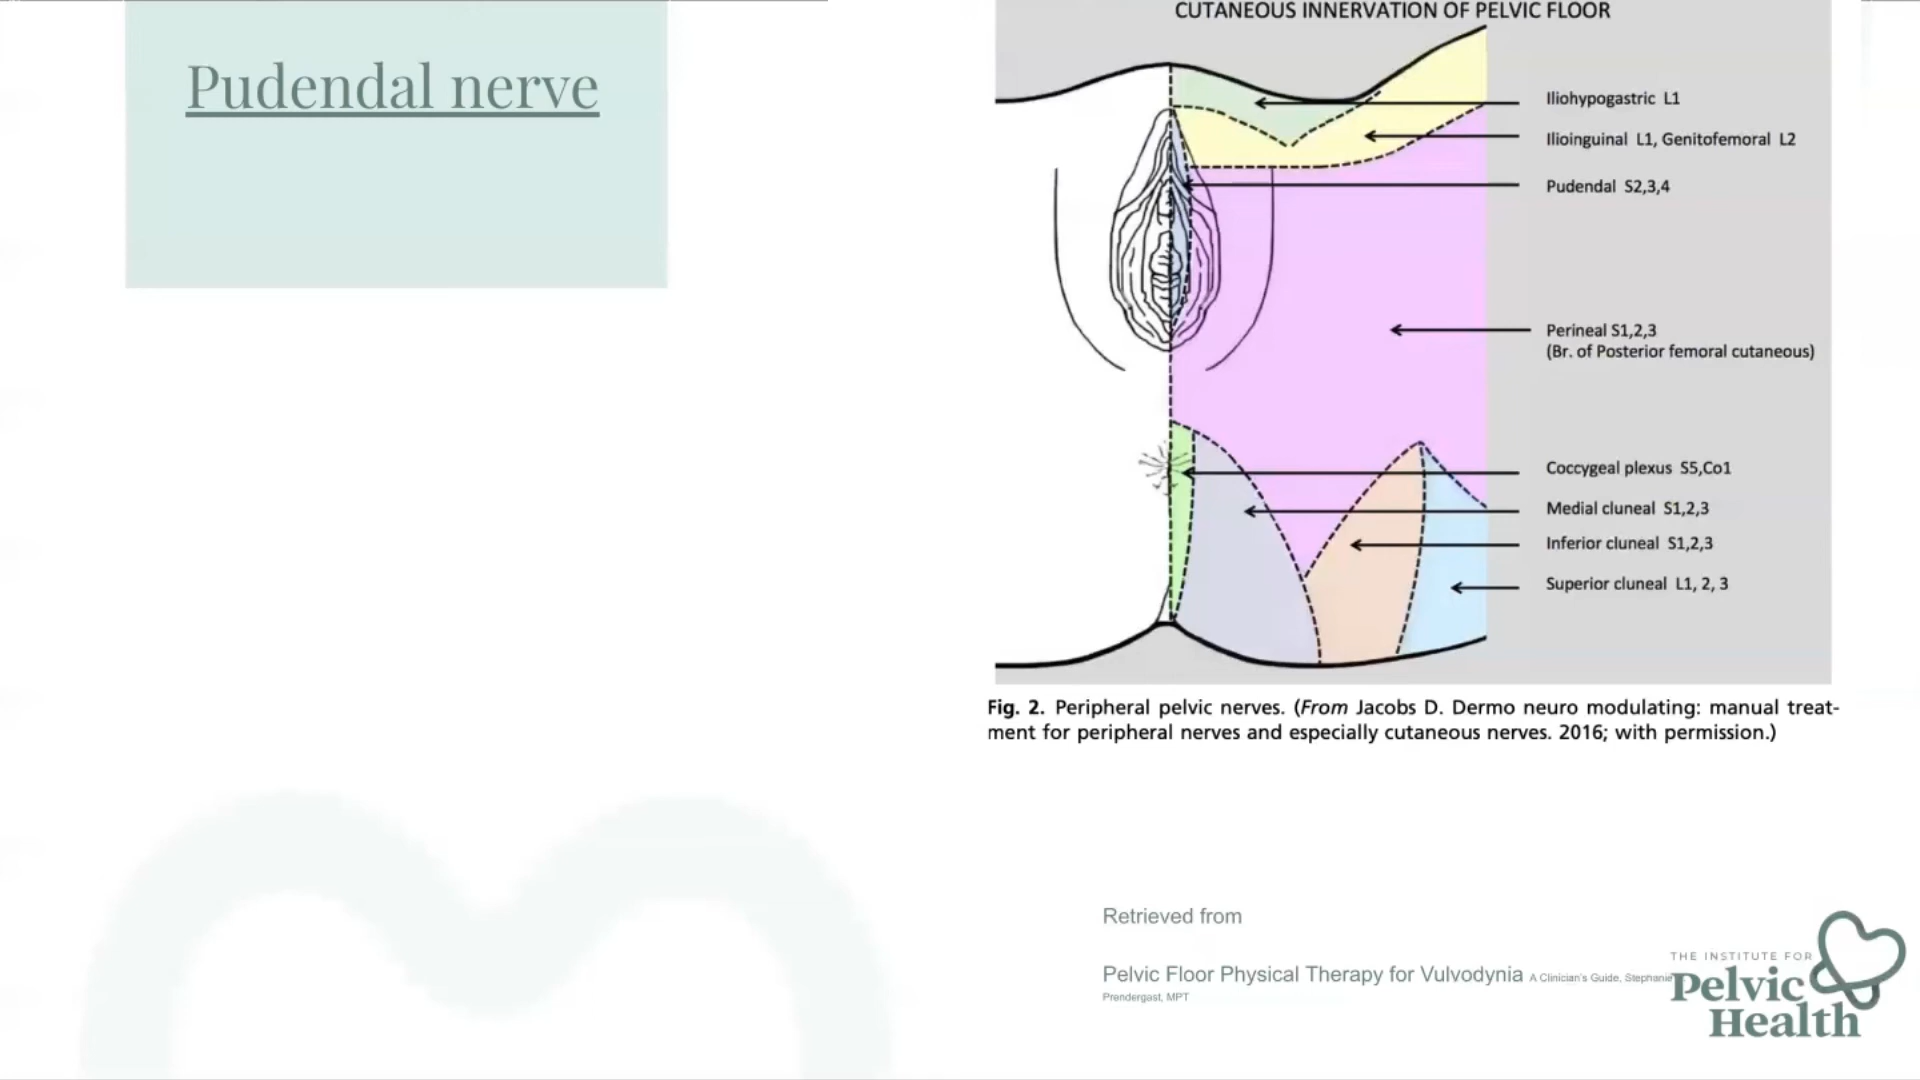 Pudendal nerve
CUTANEOUS INNERVATION OF PELVIC FLOOR
Iliohypogastric L1
Ilioinguinal L1, Genitofemoral L2
Pudendal S2,3,4
Perineal S1,2,3
(Br. of Posterior femoral cutaneous)
Coccygeal plexus S5,Co1
Medial cluneal S1,2,3
Inferior cluneal S1,2,3
Superior cluneal L1, 2, 3
Fig. 2. Peripheral pelvic nerves. (From Jacobs D. Dermo neuro modulating: manual treat-
ment for peripheral nerves and especially cutaneous nerves. 2016; with permission.)
Retrieved from
Pelvic Floor Physical Therapy for Vulvodynia A Clinician's Guide, Stephanie
Prendergast, MPT
THE INSTITUTE FOR
Pelvic
Health